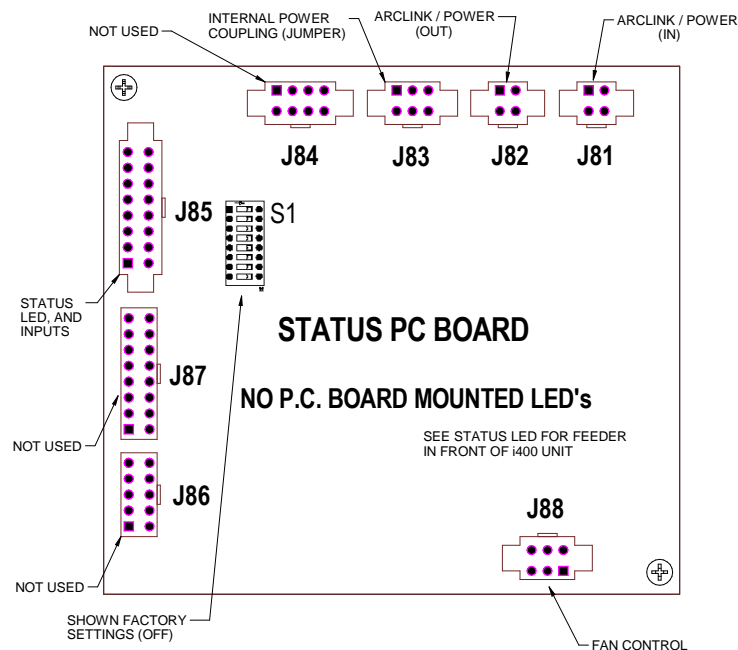 INTERNAL POWER
COUPLING (JUMPER)
ARCLINK / POWER
(OUT)
ARCLINK / POWER
(IN)
NOT USED
J84
J83
J82
J81
J85
S1
STATUS
LED, AND
INPUTS
STATUS PC BOARD
J87
NO P.C. BOARD MOUNTED LED's
SEE STATUS LED FOR FEEDER
IN FRONT OF i400 UNIT
NOT USED
J86
J88
NOT USED
SHOWN FACTORY
SETTINGS (OFF)
FAN CONTROL